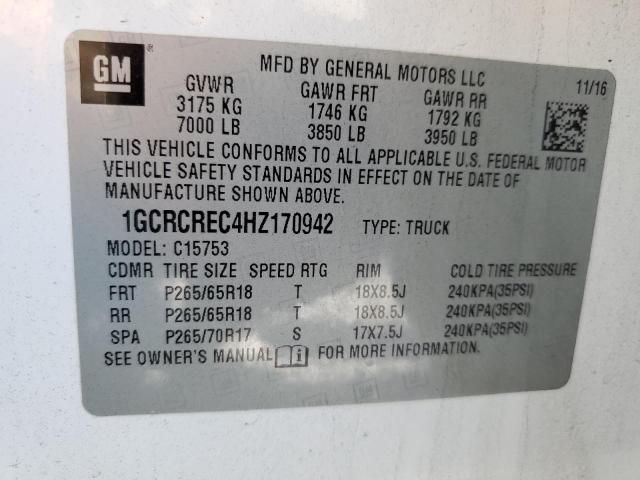 GM
MFD BY GENERAL MOTORS LLC
11/16
GVWR GAWR FRT GAWR RR
3175 KG 1746 KG 1792 KG
7000 LB 3850 LB 3950 LB
THIS VEHICLE CONFORMS TO ALL APPLICABLE U.S. FEDERAL MOTOR
VEHICLE SAFETY STANDARDS IN EFFECT ON THE DATE OF
MANUFACTURE SHOWN ABOVE.
1GCRCREC4HZ170942 TYPE: TRUCK
MODEL: C15753
CDMR TIRE SIZE SPEED RTG RIM COLD TIRE PRESSURE
FRT P265/65R18 T 18X8.5J 240KPA(35PSI)
RR P265/65R18 T 18X8.5J 240KPA(35PSI)
SPA P265/70R17 S 17X7.5J 240KPA(35PSI)
SEE OWNER'S MANUAL FOR MORE INFORMATION.